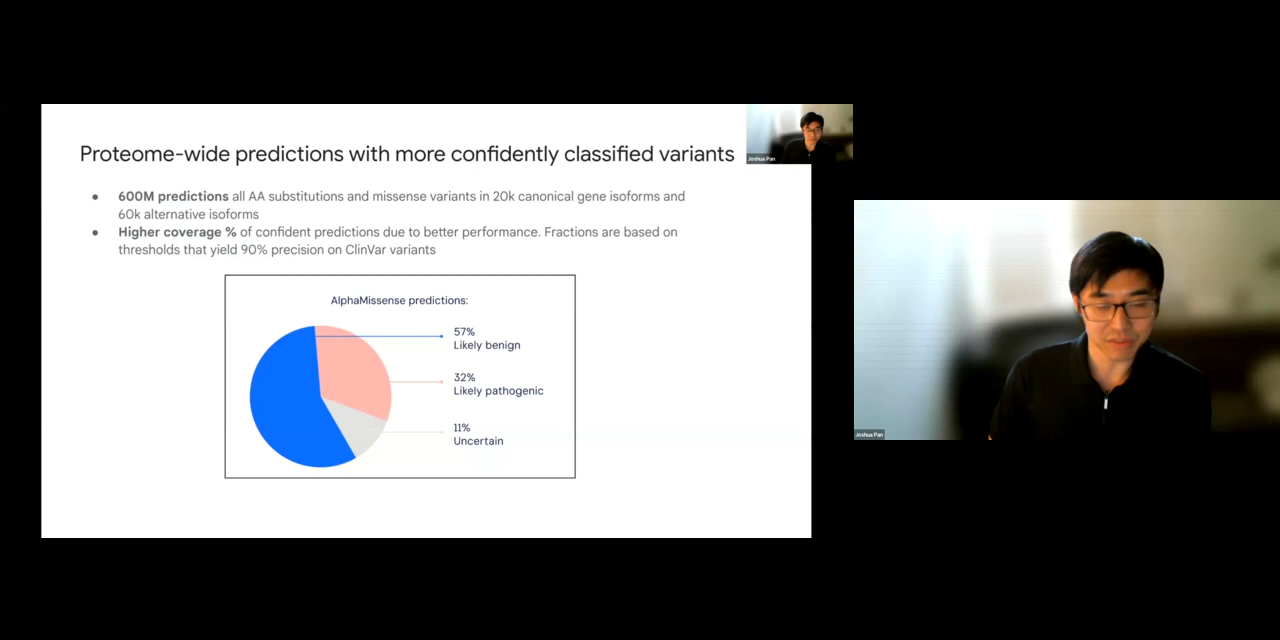 Proteome-wide predictions with more confidently classified variants
Joshua Pan
● 600M predictions all AA substitutions and missense variants in 20k canonical gene isoforms and
60k alternative isoforms
● Higher coverage % of confident predictions due to better performance. Fractions are based on
thresholds that yield 90% precision on ClinVar variants
AlphaMissense predictions:
57%
Likely benign
32%
Likely pathogenic
11%
Uncertain
Joshua Pan